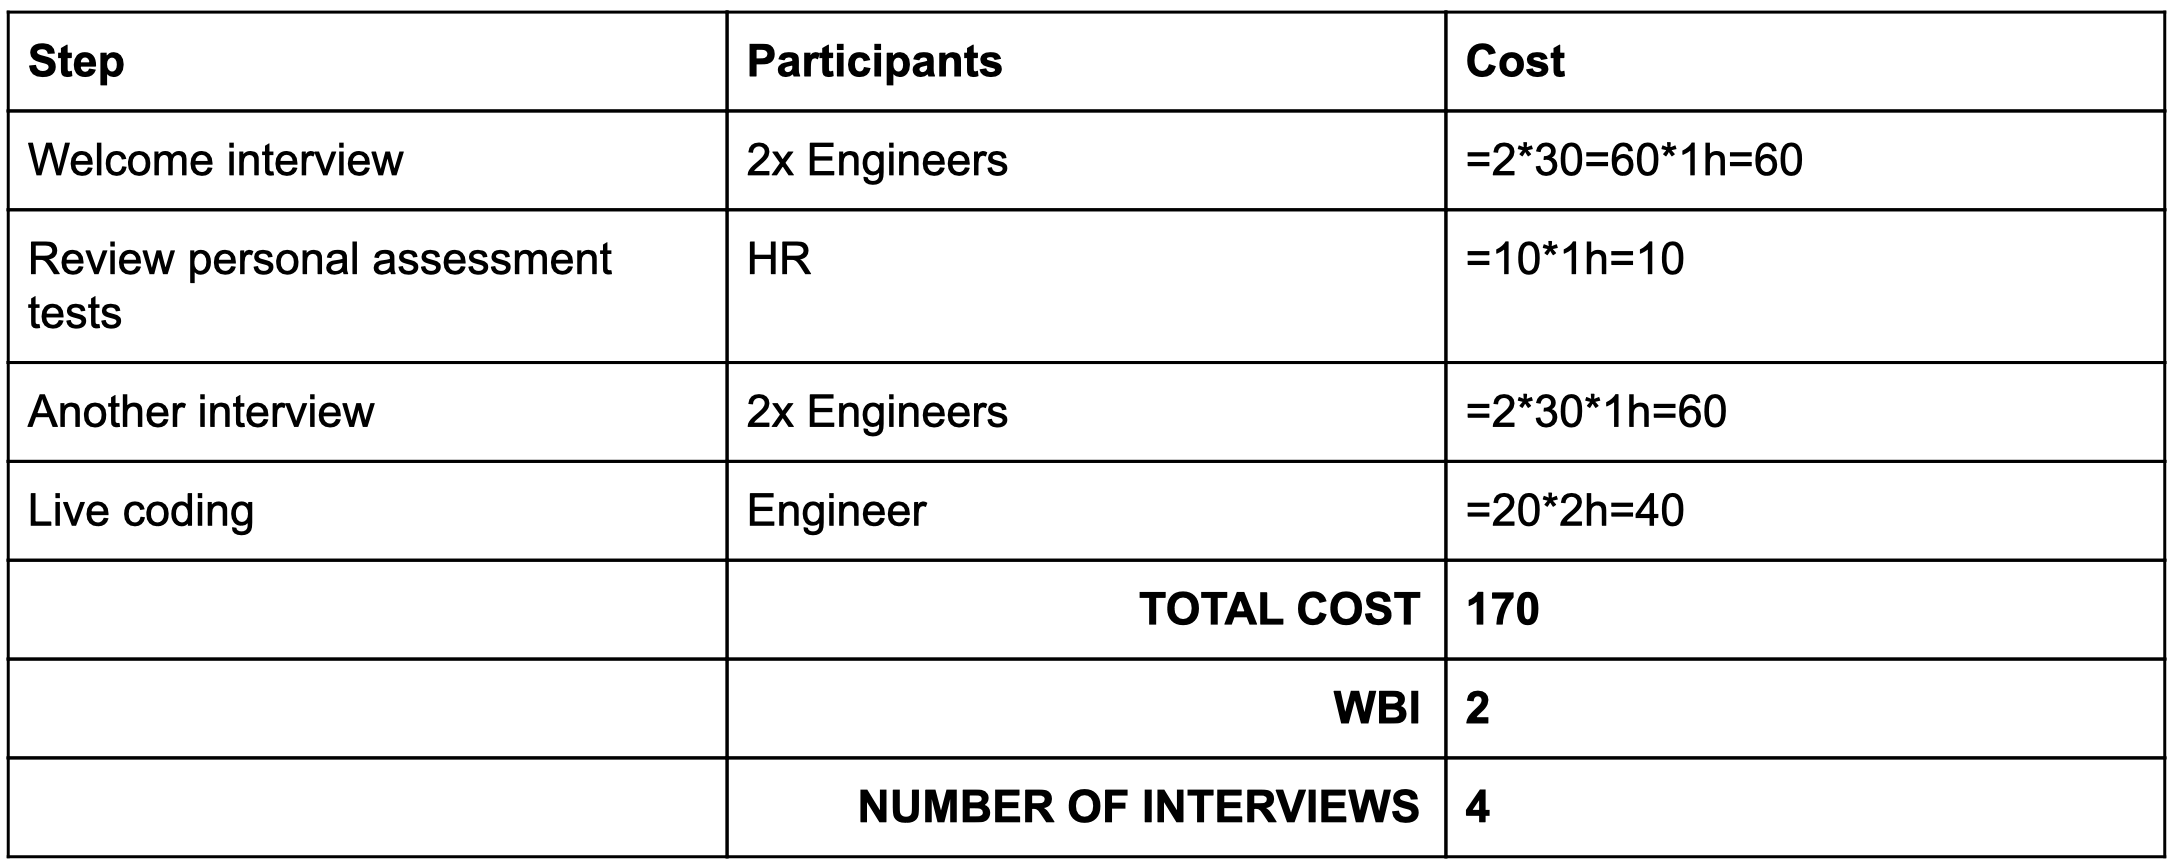 Step Participants Cost
Welcome interview 2x Engineers =2*30=60*1h=60
Review personal assessment HR =10*1h=10
tests
Another interview 2x Engineers =2*30*1h=60
Live coding Engineer =20*2h=40
TOTAL COST 170
WBI 2
NUMBER OF INTERVIEWS 4